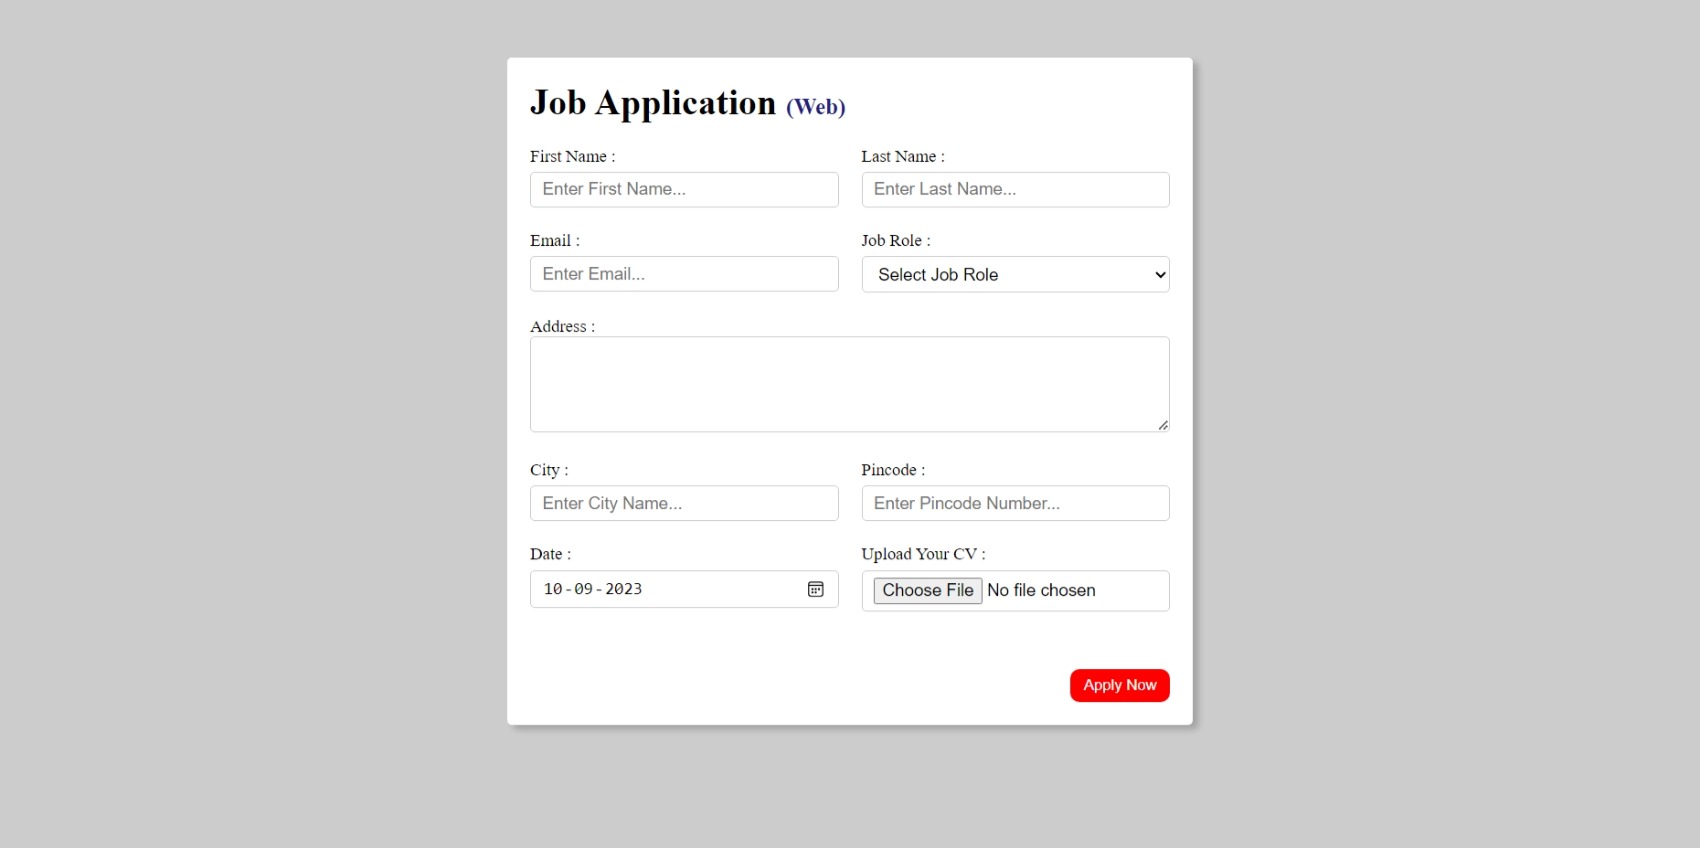 Job Application (Web)
First Name :
Last Name :
Enter First Name...
Enter Last Name...
Email :
Job Role :
Enter Email...
Select Job Role
Address :
City :
Pincode :
Enter City Name...
Enter Pincode Number...
Date :
Upload Your CV :
10-09-2023
Choose File No file chosen
Apply Now